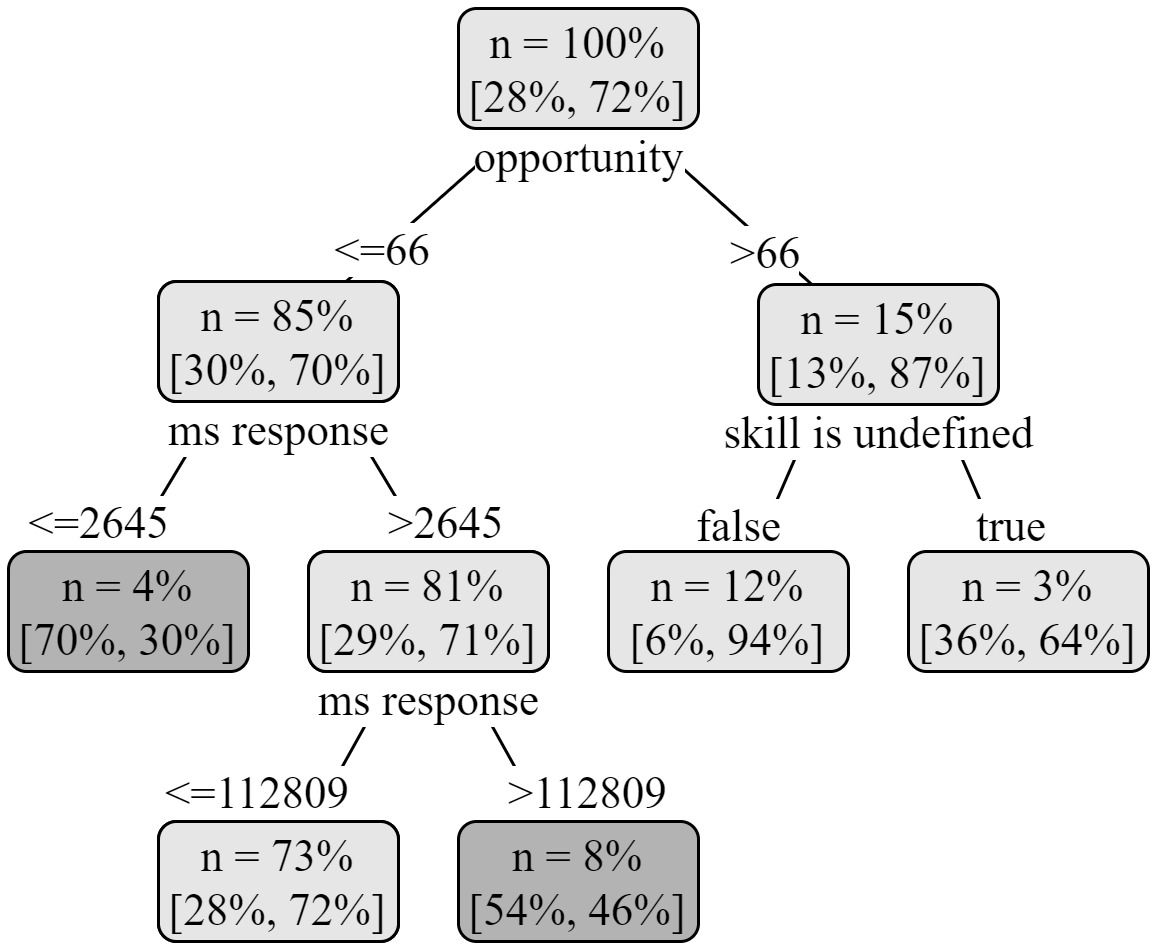 n = 100%
[28%, 72%]
opportunity
<=66
>66
n = 85%
[30%, 70%]
n = 15%
[13%, 87%]
ms response
skill is undefined
<=2645
>2645
false
true
n = 4%
[70%, 30%]
n = 81%
[29%, 71%]
n = 12%
[6%, 94%]
n = 3%
[36%, 64%]
ms response
<=112809
>112809
n = 73%
[28%, 72%]
n = 8%
[54%, 46%]